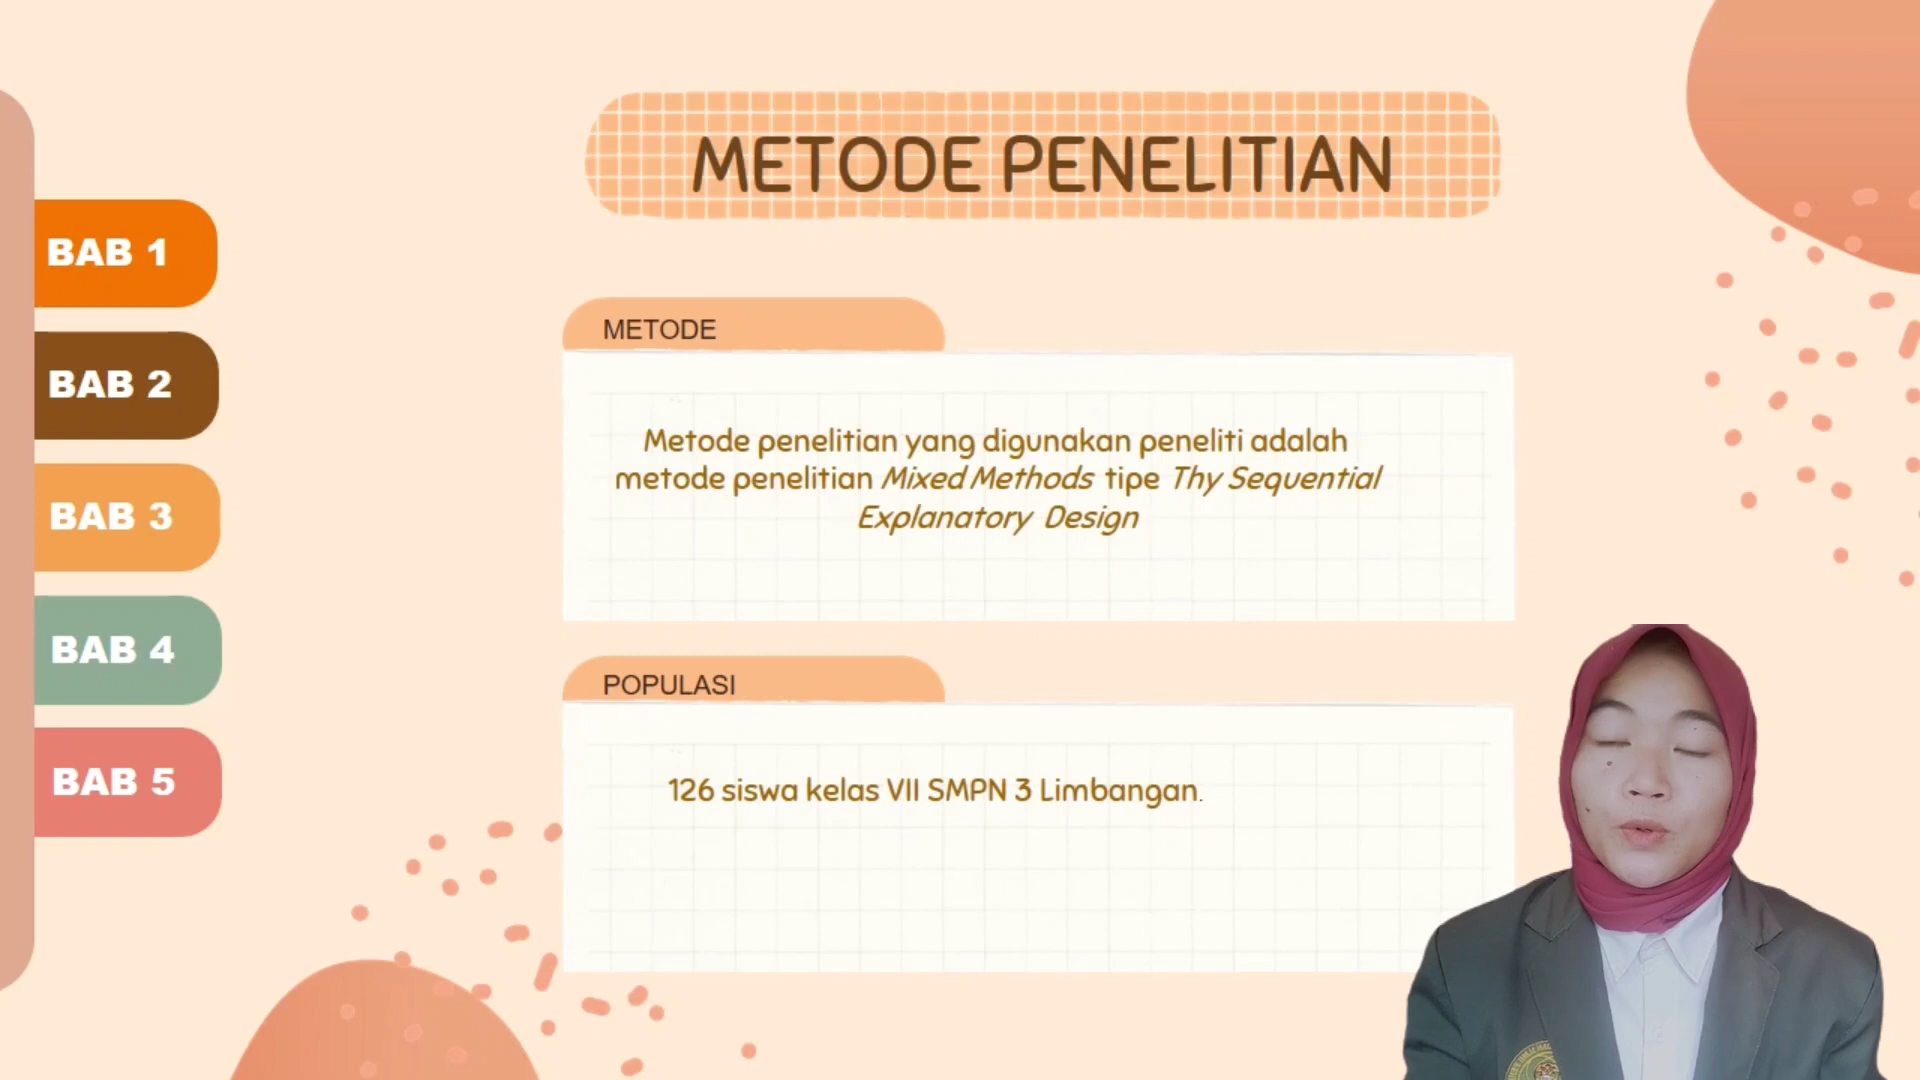 METODE PENELITIAN
BAB 1
BAB 2
BAB 3
BAB 4
BAB 5
METODE
Metode penelitian yang digunakan peneliti adalah
metode penelitian Mixed Methods tipe Thy Sequential
Explanatory Design
POPULASI
126 siswa kelas VII SMPN 3 Limbangan.